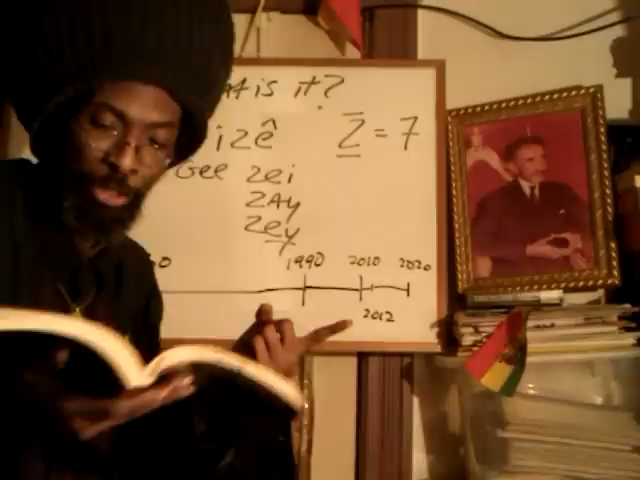 is it?
izê Z = 7
Gee zei
ZAY
zey
1990 2010 2020
2012